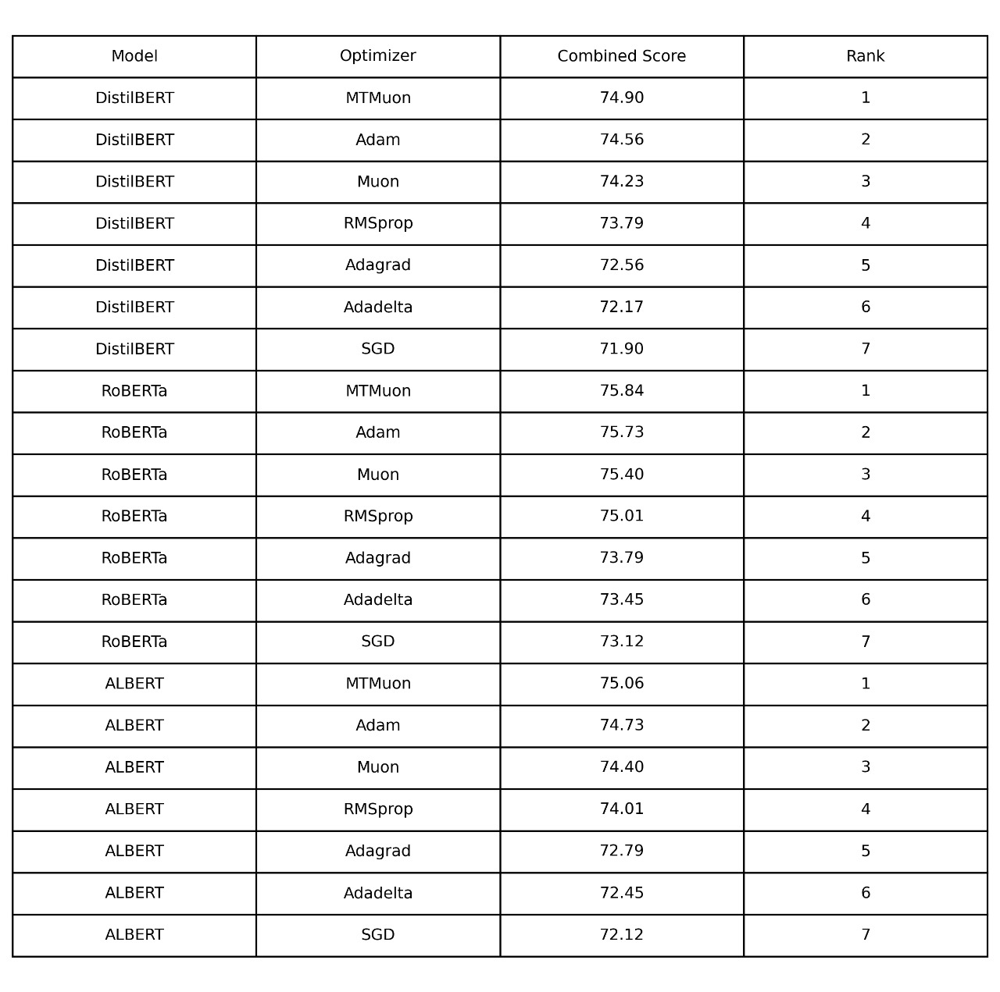 Model Optimizer Combined Score Rank
DistilBERT MTMuon 74.90 1
DistilBERT Adam 74.56 2
DistilBERT Muon 74.23 3
DistilBERT RMSprop 73.79 4
DistilBERT Adagrad 72.56 5
DistilBERT Adadelta 72.17 6
DistilBERT SGD 71.90 7
RoBERTa MTMuon 75.84 1
RoBERTa Adam 75.73 2
RoBERTa Muon 75.40 3
RoBERTa RMSprop 75.01 4
RoBERTa Adagrad 73.79 5
RoBERTa Adadelta 73.45 6
RoBERTa SGD 73.12 7
ALBERT MTMuon 75.06 1
ALBERT Adam 74.73 2
ALBERT Muon 74.40 3
ALBERT RMSprop 74.01 4
ALBERT Adagrad 72.79 5
ALBERT Adadelta 72.45 6
ALBERT SGD 72.12 7